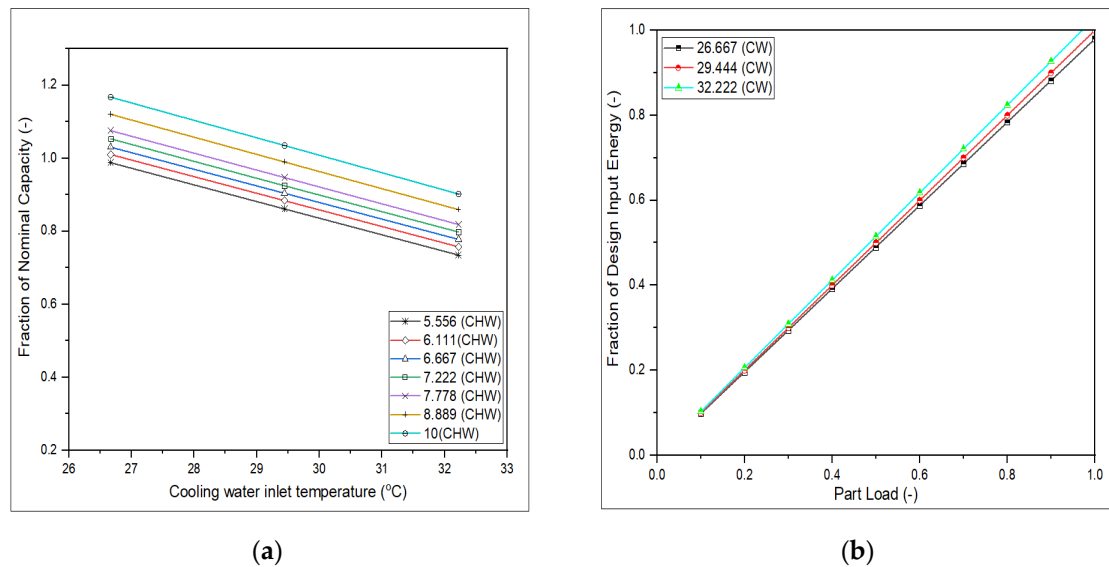 Fraction of Nominal Capacity (-)
1.2
1.0
0.8
0.6
0.4
0.2
26 27 28 29 30 31 32 33
Cooling water inlet temperature (°C)
5.556 (CHW)
6.111(CHW)
6.667 (CHW)
7.222 (CHW)
7.778 (CHW)
8.889 (CHW)
10(CHW)
(a)
Fraction of Design Input Energy (-)
1.0
0.8
0.6
0.4
0.2
0.0
0.0 0.2 0.4 0.6 0.8 1.0
Part Load (-)
26.667 (CW)
29.444 (CW)
32.222 (CW)
(b)